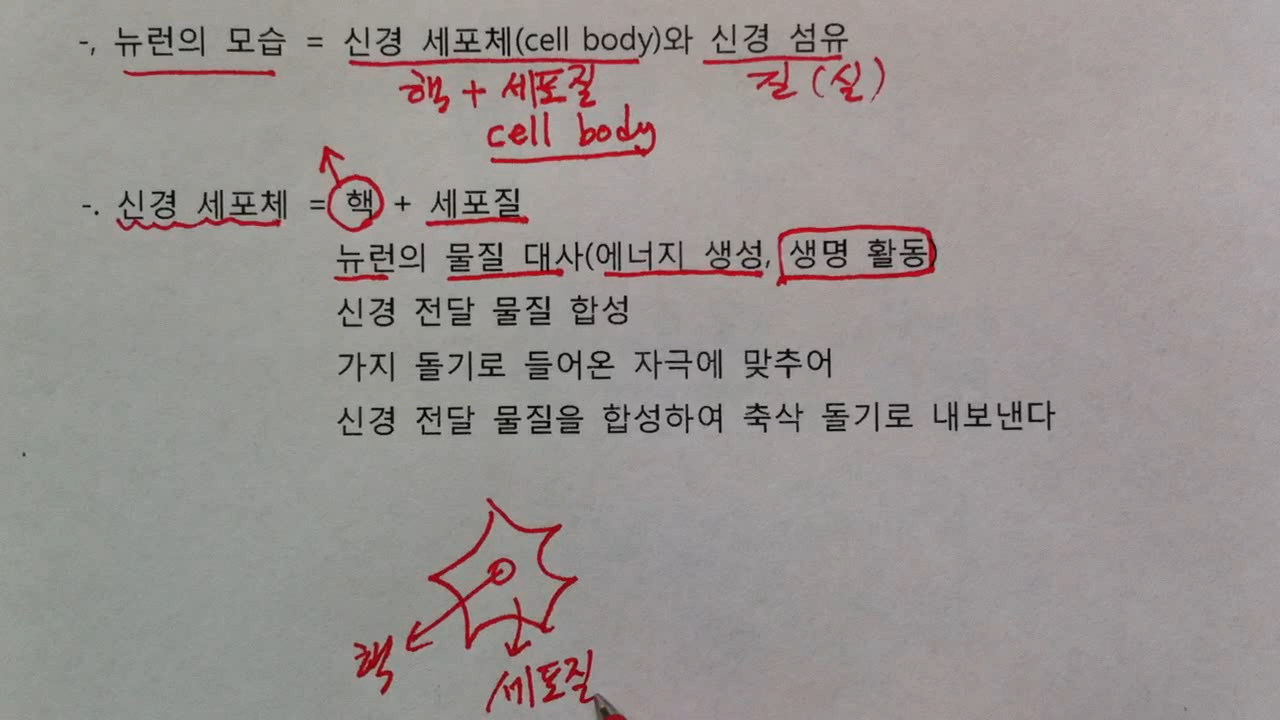 -, 뉴런의 모습 = 신경 세포체(cell body)와 신경 섬유
핵 + 세포질 질(실)
cell body
-. 신경 세포체 = 핵 + 세포질
뉴런의 물질 대사(에너지 생성, 생명 활동)
신경 전달 물질 합성
가지 돌기로 들어온 자극에 맞추어
신경 전달 물질을 합성하여 축삭 돌기로 내보낸다
핵
세포질